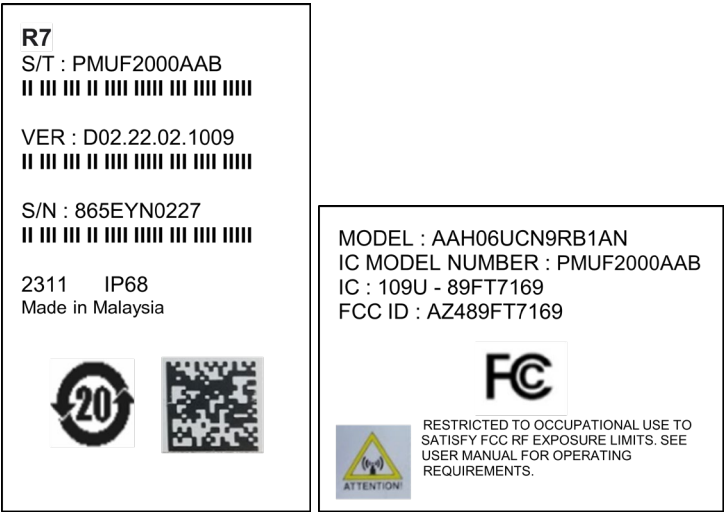 R7
S/T : PMUF2000AAB
VER : D02.22.02.1009
S/N : 865EYN0227
2311 IP68
Made in Malaysia
20
MODEL : AAH06UCN9RB1AN
IC MODEL NUMBER : PMUF2000AAB
IC : 109U - 89FT7169
FCC ID : AZ489FT7169
FC
ATTENTION!
RESTRICTED TO OCCUPATIONAL USE TO
SATISFY FCC RF EXPOSURE LIMITS. SEE
USER MANUAL FOR OPERATING
REQUIREMENTS.